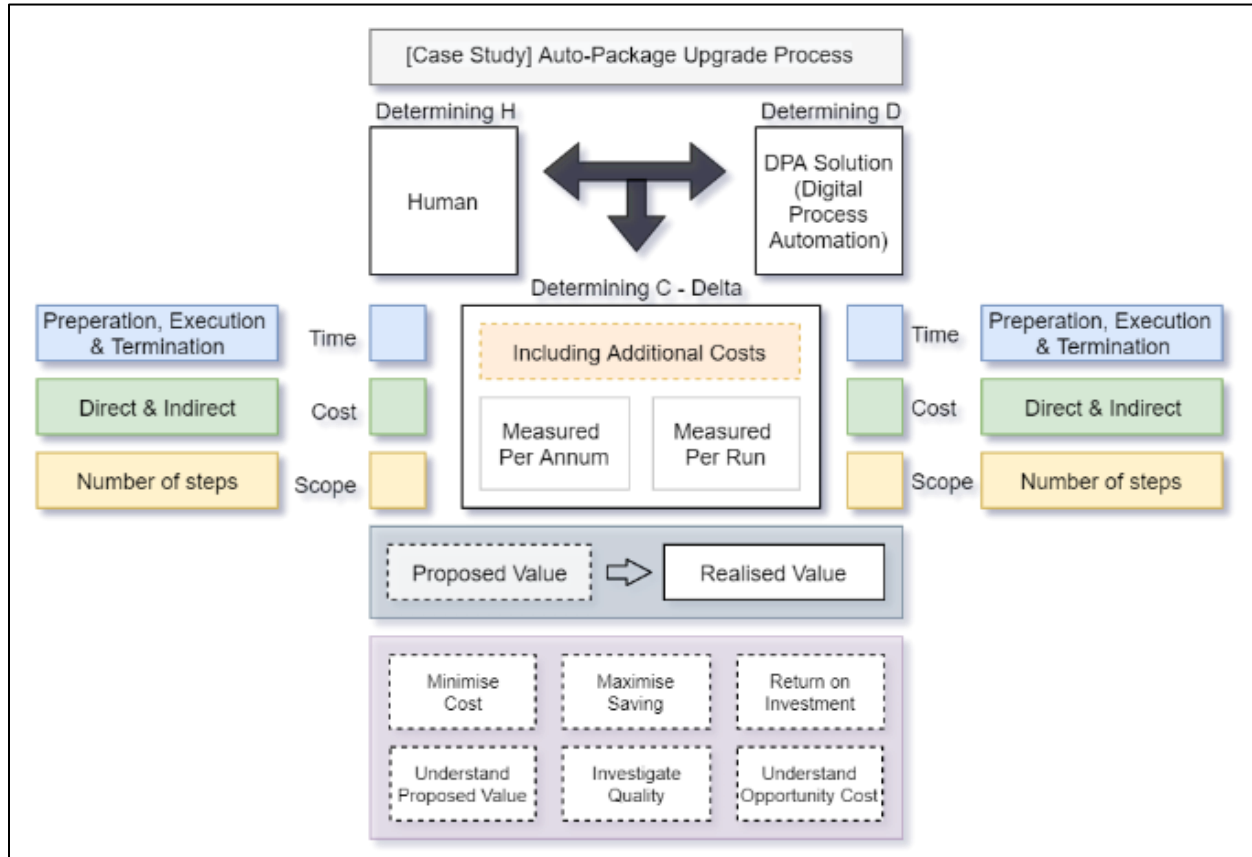 [Case Study] Auto-Package Upgrade Process
Determining H
Determining D
Human
DPA Solution
(Digital
Process
Automation)
Determining C - Delta
Preperation, Execution
& Termination
Time
Including Additional Costs
Time
Preperation, Execution
& Termination
Direct & Indirect
Cost
Measured
Per Annum
Measured
Per Run
Cost
Direct & Indirect
Number of steps
Scope
Scope
Number of steps
Proposed Value
Realised Value
Minimise
Cost
Maximise
Saving
Return on
Investment
Understand
Proposed Value
Investigate
Quality
Understand
Opportunity Cost